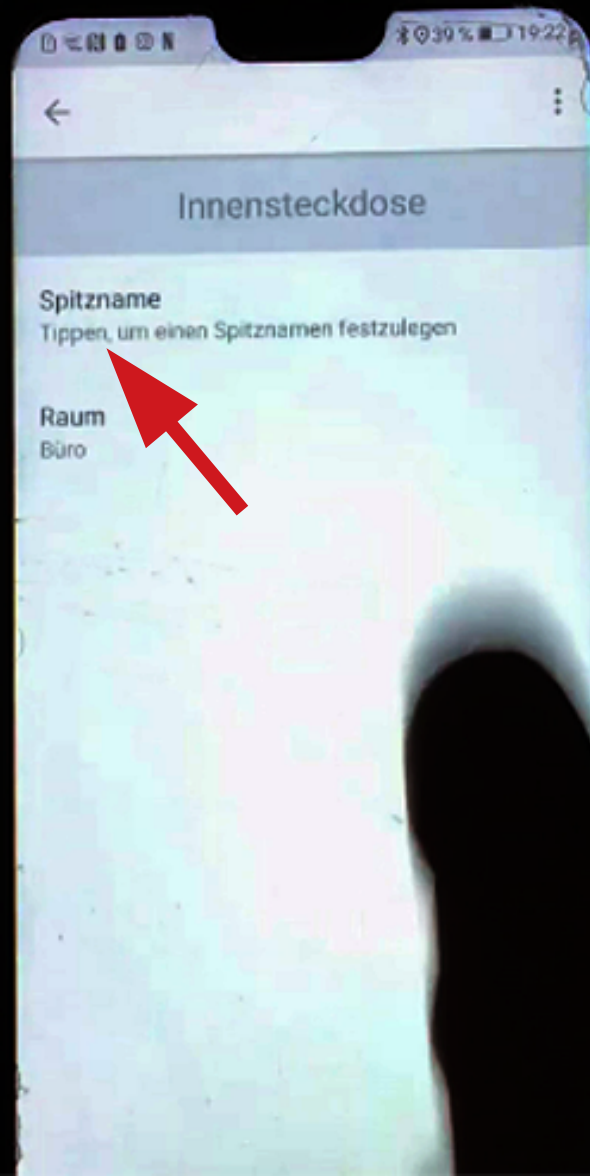 39 % 19:22
Innensteckdose
Spitzname
Tippen, um einen Spitznamen festzulegen
Raum
Büro